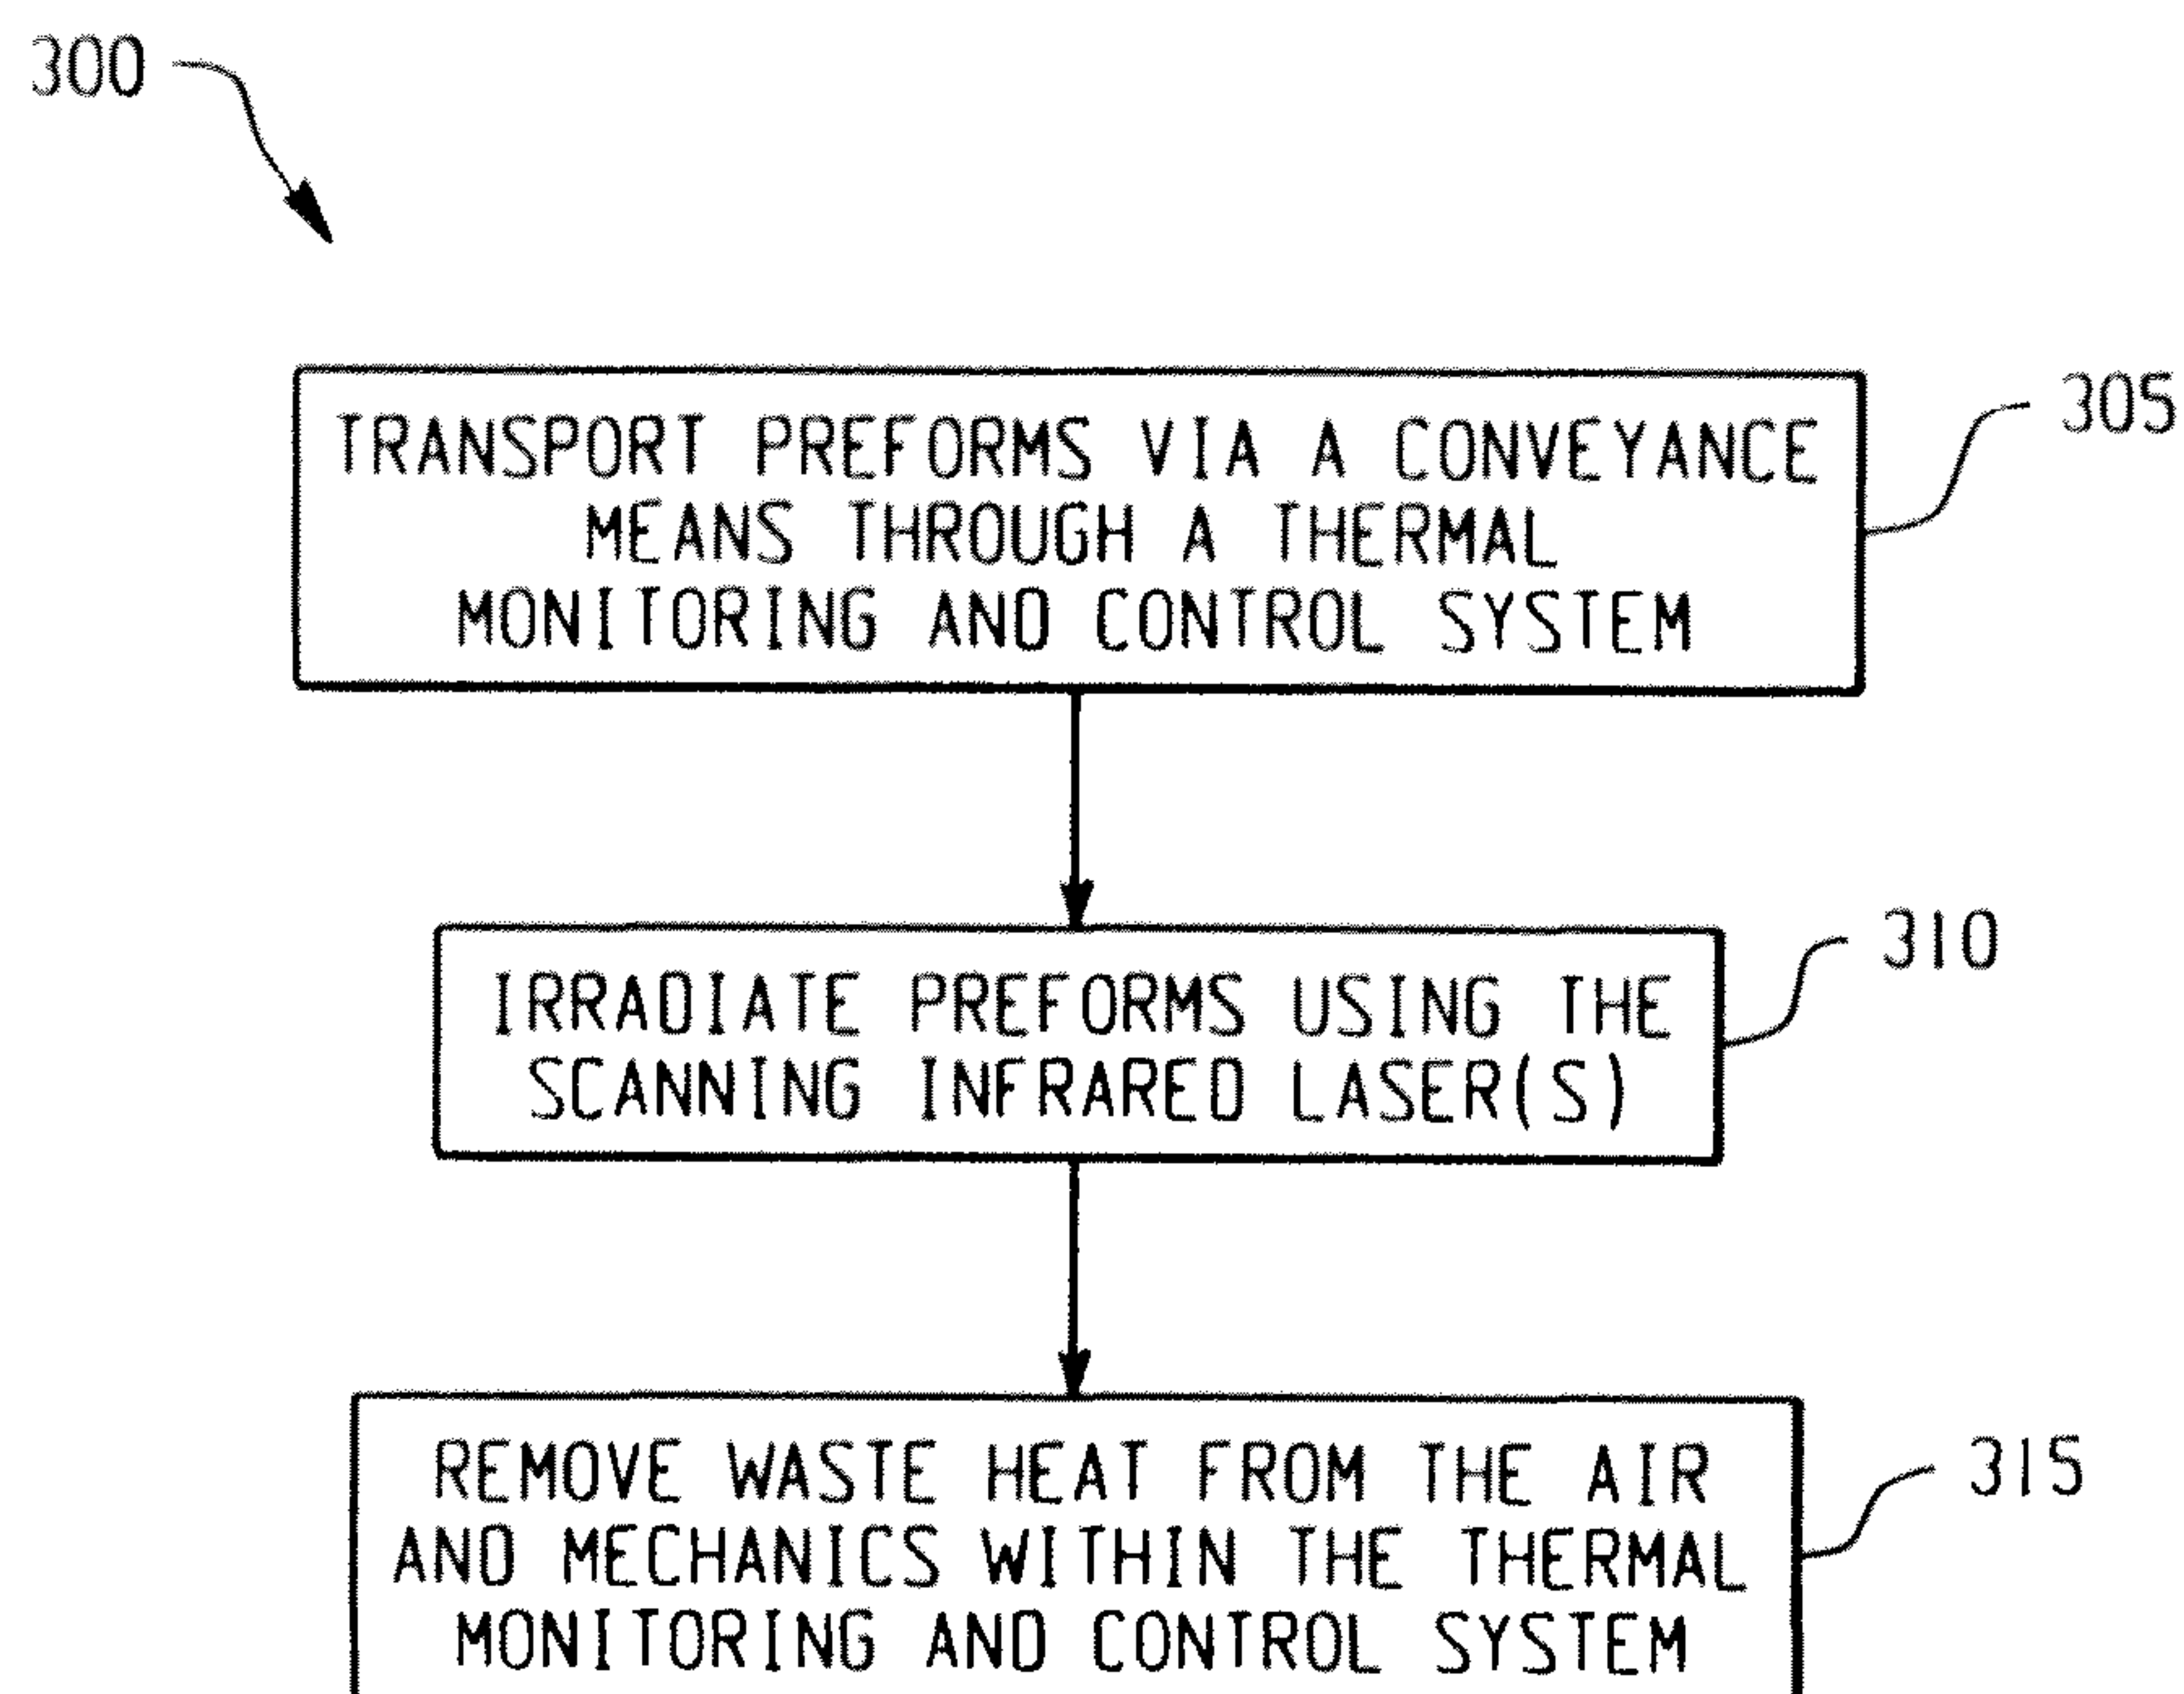 300
TRANSPORT PREFORMS VIA A CONVEYANCE
MEANS THROUGH A THERMAL
MONITORING AND CONTROL SYSTEM
305
IRRADIATE PREFORMS USING THE
SCANNING INFRARED LASER(S)
310
REMOVE WASTE HEAT FROM THE AIR
AND MECHANICS WITHIN THE THERMAL
MONITORING AND CONTROL SYSTEM
315